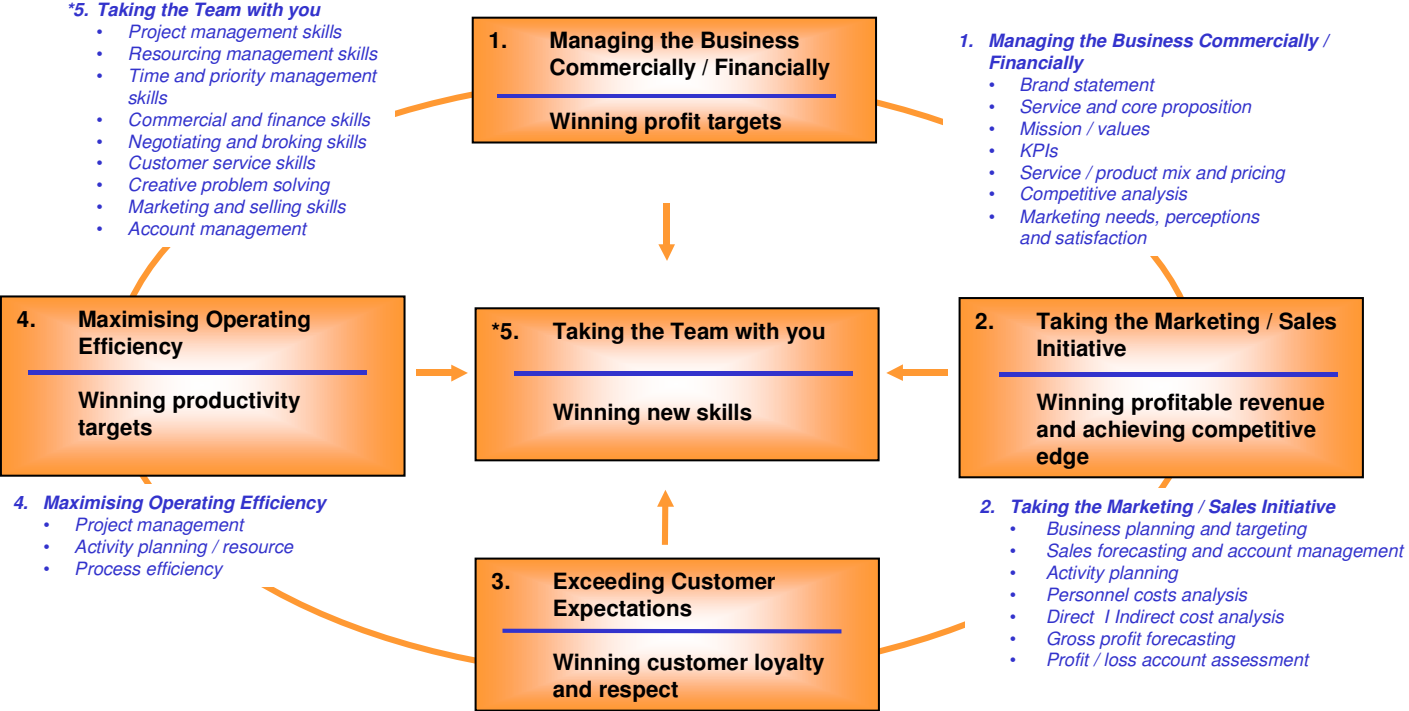 *5. Taking the Team with you
• Project management skills
• Resourcing management skills
• Time and priority management
skills
• Commercial and finance skills
• Negotiating and broking skills
• Customer service skills
• Creative problem solving
• Marketing and selling skills
• Account management
1. Managing the Business
Commercially / Financially
Winning profit targets
1. Managing the Business Commercially /
Financially
• Brand statement
• Service and core proposition
• Mission / values
• KPIs
• Service / product mix and pricing
• Competitive analysis
• Marketing needs, perceptions
and satisfaction
4. Maximising Operating
Efficiency
Winning productivity
targets
*5. Taking the Team with you
Winning new skills
2. Taking the Marketing / Sales
Initiative
Winning profitable revenue
and achieving competitive
edge
4. Maximising Operating Efficiency
• Project management
• Activity planning / resource
• Process efficiency
3. Exceeding Customer
Expectations
Winning customer loyalty
and respect
2. Taking the Marketing / Sales Initiative
• Business planning and targeting
• Sales forecasting and account management
• Activity planning
• Personnel costs analysis
• Direct I Indirect cost analysis
• Gross profit forecasting
• Profit / loss account assessment